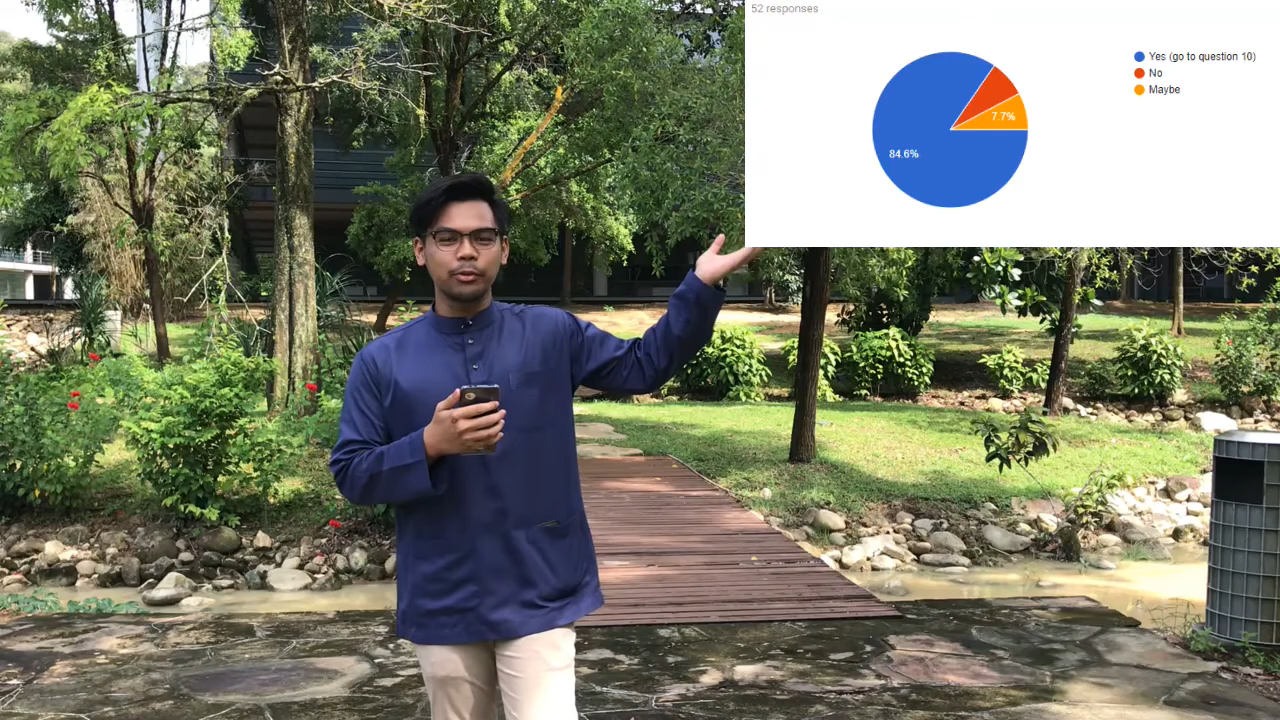 52 responses
Yes (go to question 10)
No
Maybe
7.7%
84.6%